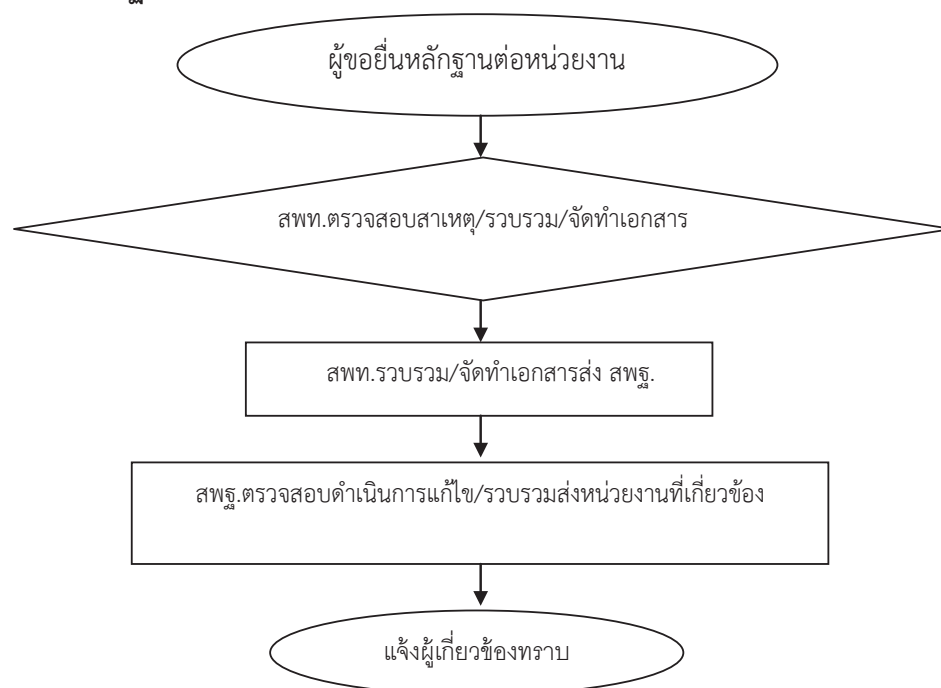 ผู้ขอยื่นหลักฐานต่อหน่วยงาน
สพท.ตรวจสอบสาเหตุ/รวบรวม/จัดทำเอกสาร
สพท.รวบรวม/จัดทำเอกสารส่ง สพฐ.
สพฐ.ตรวจสอบดำเนินการแก้ไข/รวบรวมส่งหน่วยงานที่เกี่ยวข้อง
แจ้งผู้เกี่ยวข้องทราบ